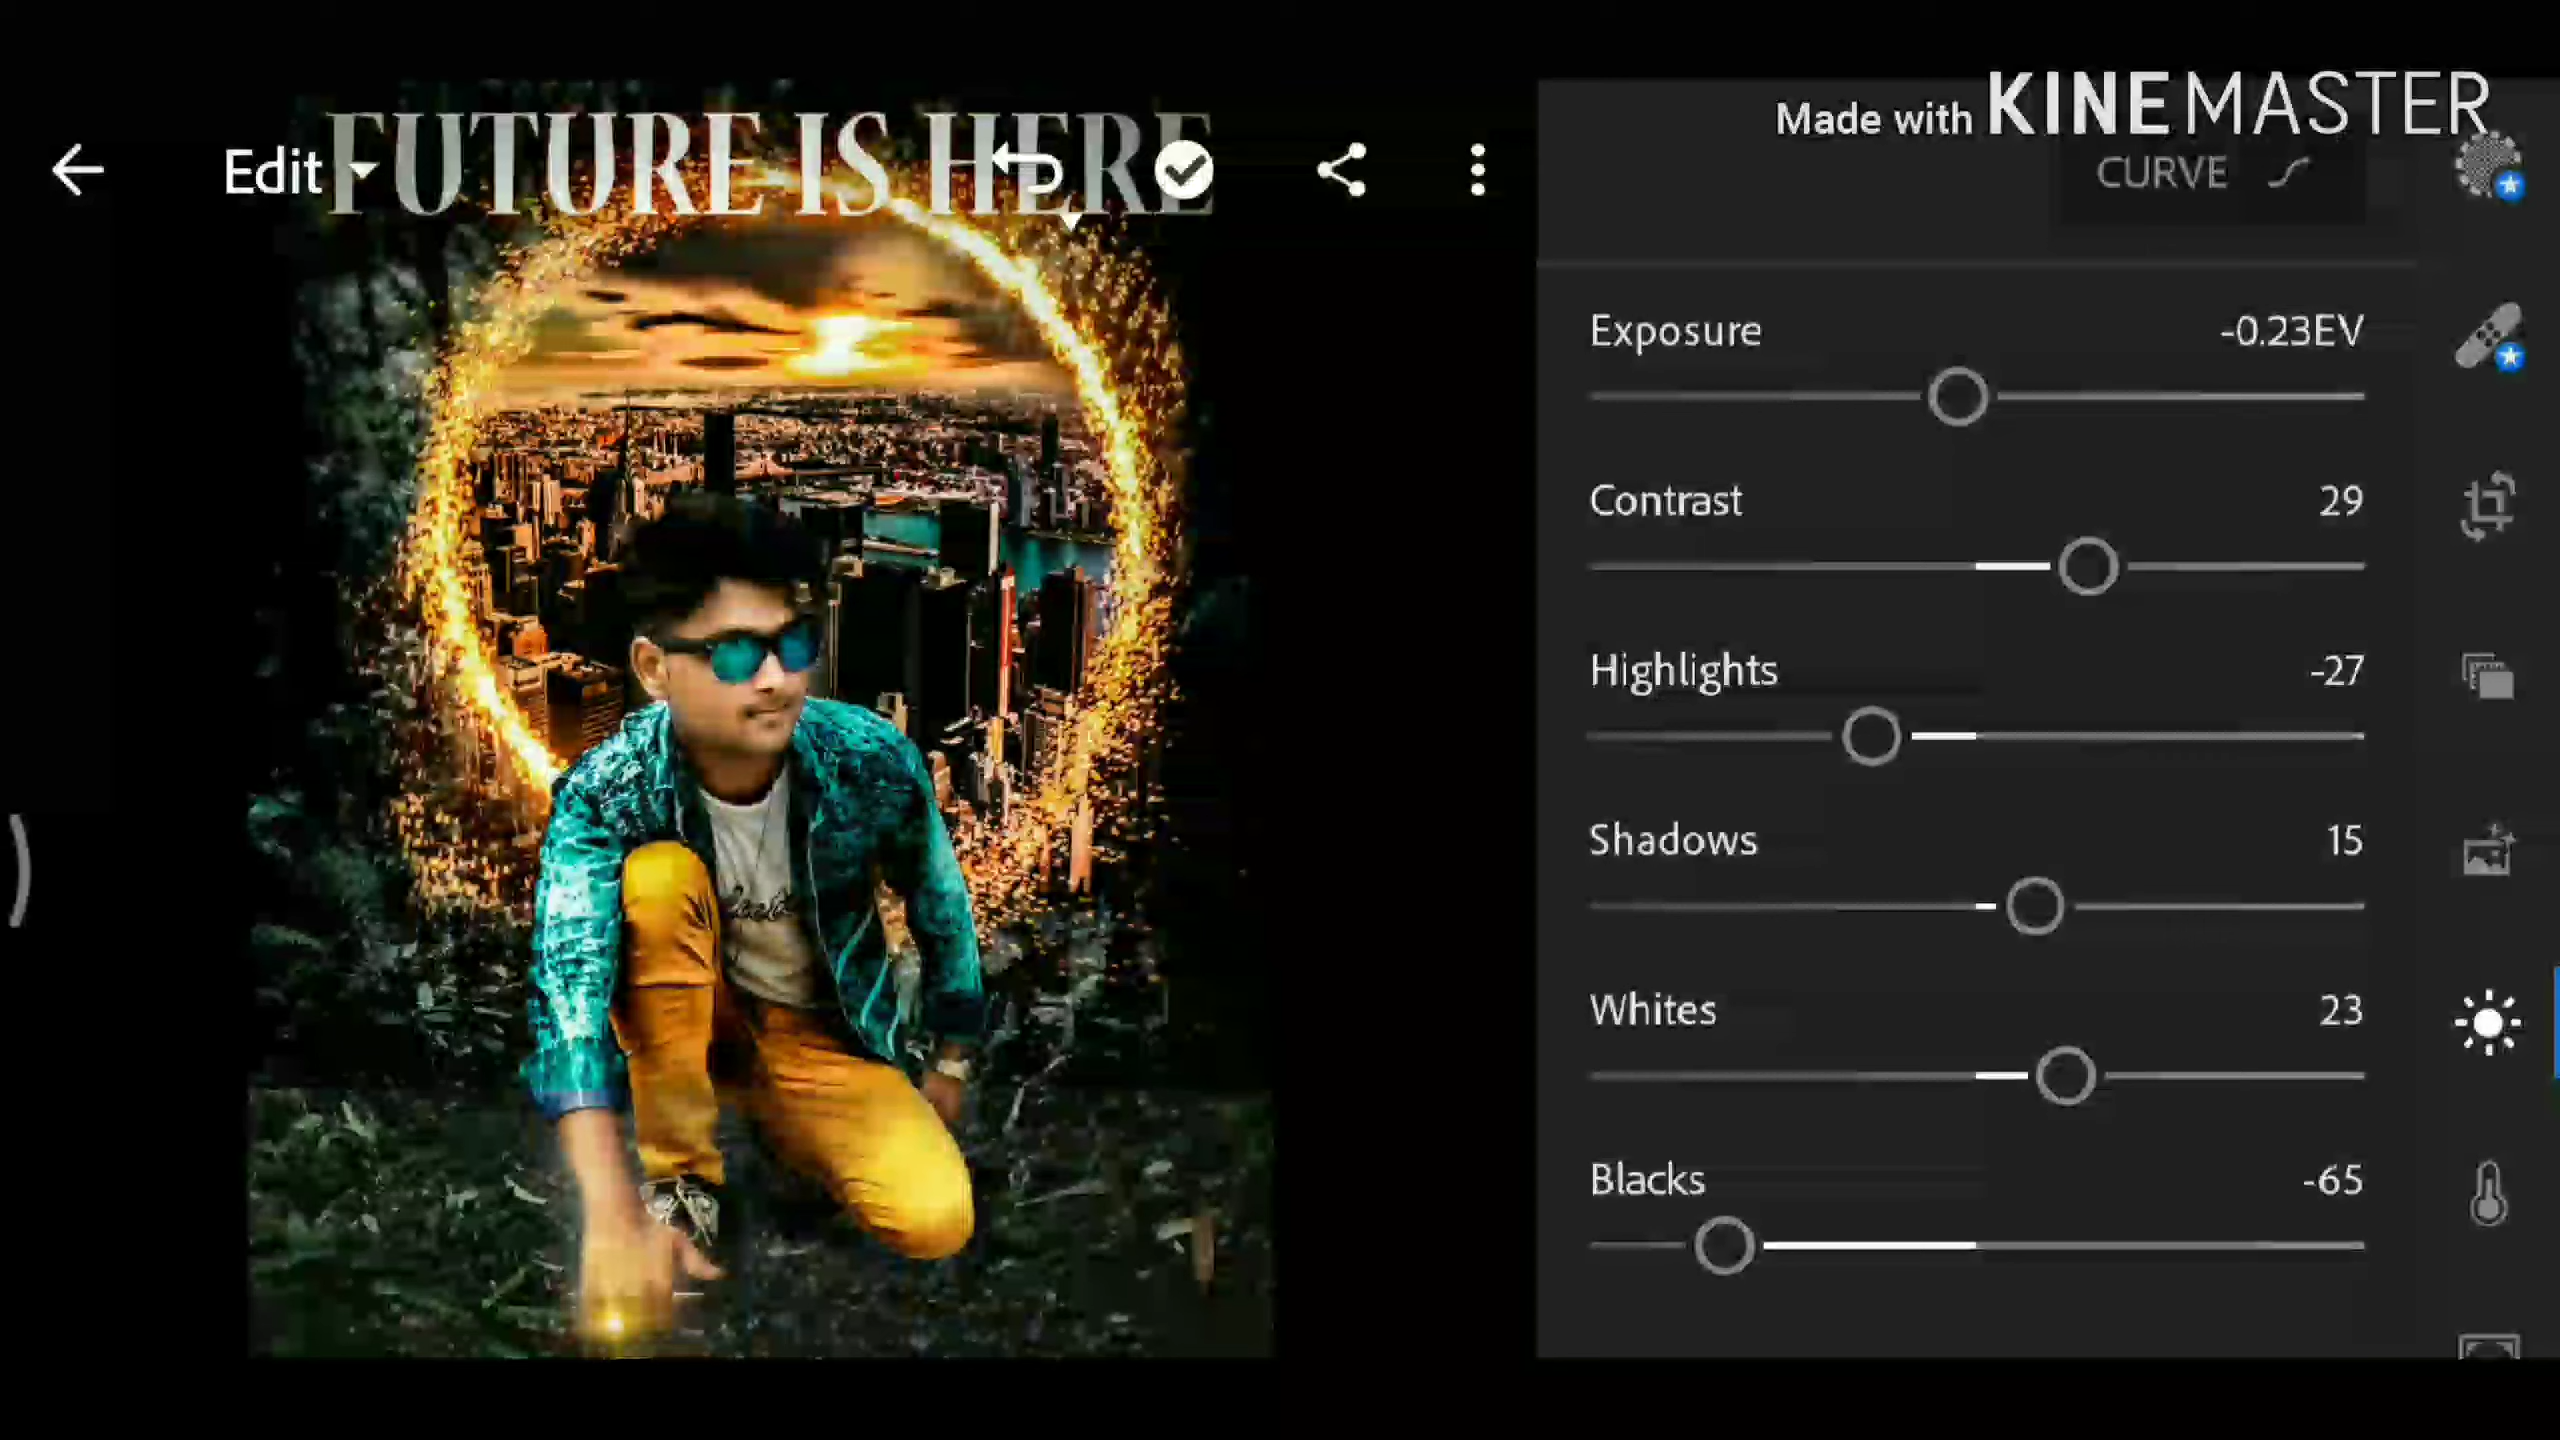 Made with KINEMASTER
FUTURE IS HERE
Edit
CURVE
Exposure -0.23EV
Contrast 29
Highlights -27
Shadows 15
Whites 23
Blacks -65